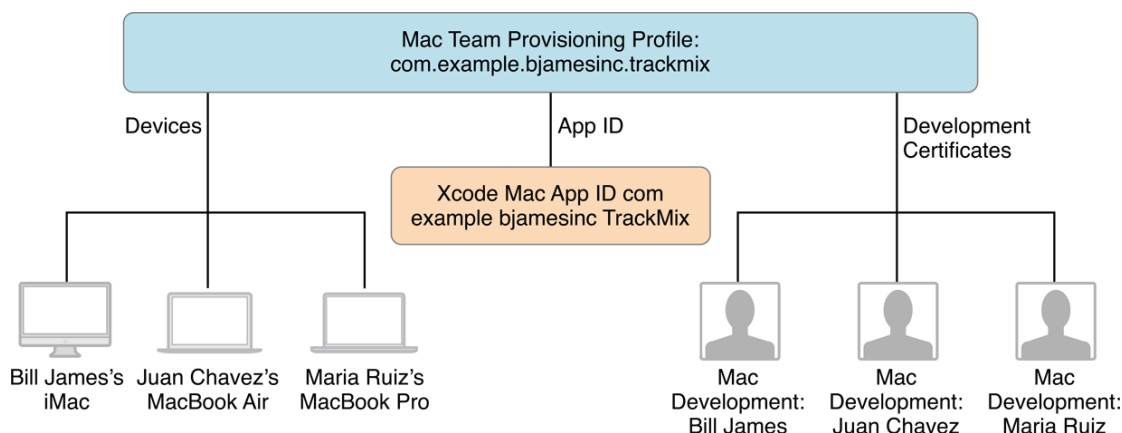 Mac Team Provisioning Profile:
com.example.bjamesinc.trackmix
Devices
App ID
Development
Certificates
Xcode Mac App ID com
example bjamesinc TrackMix
Bill James’s
iMac
Juan Chavez’s
MacBook Air
Maria Ruiz’s
MacBook Pro
Mac
Development:
Bill James
Mac
Development:
Juan Chavez
Mac
Development:
Maria Ruiz